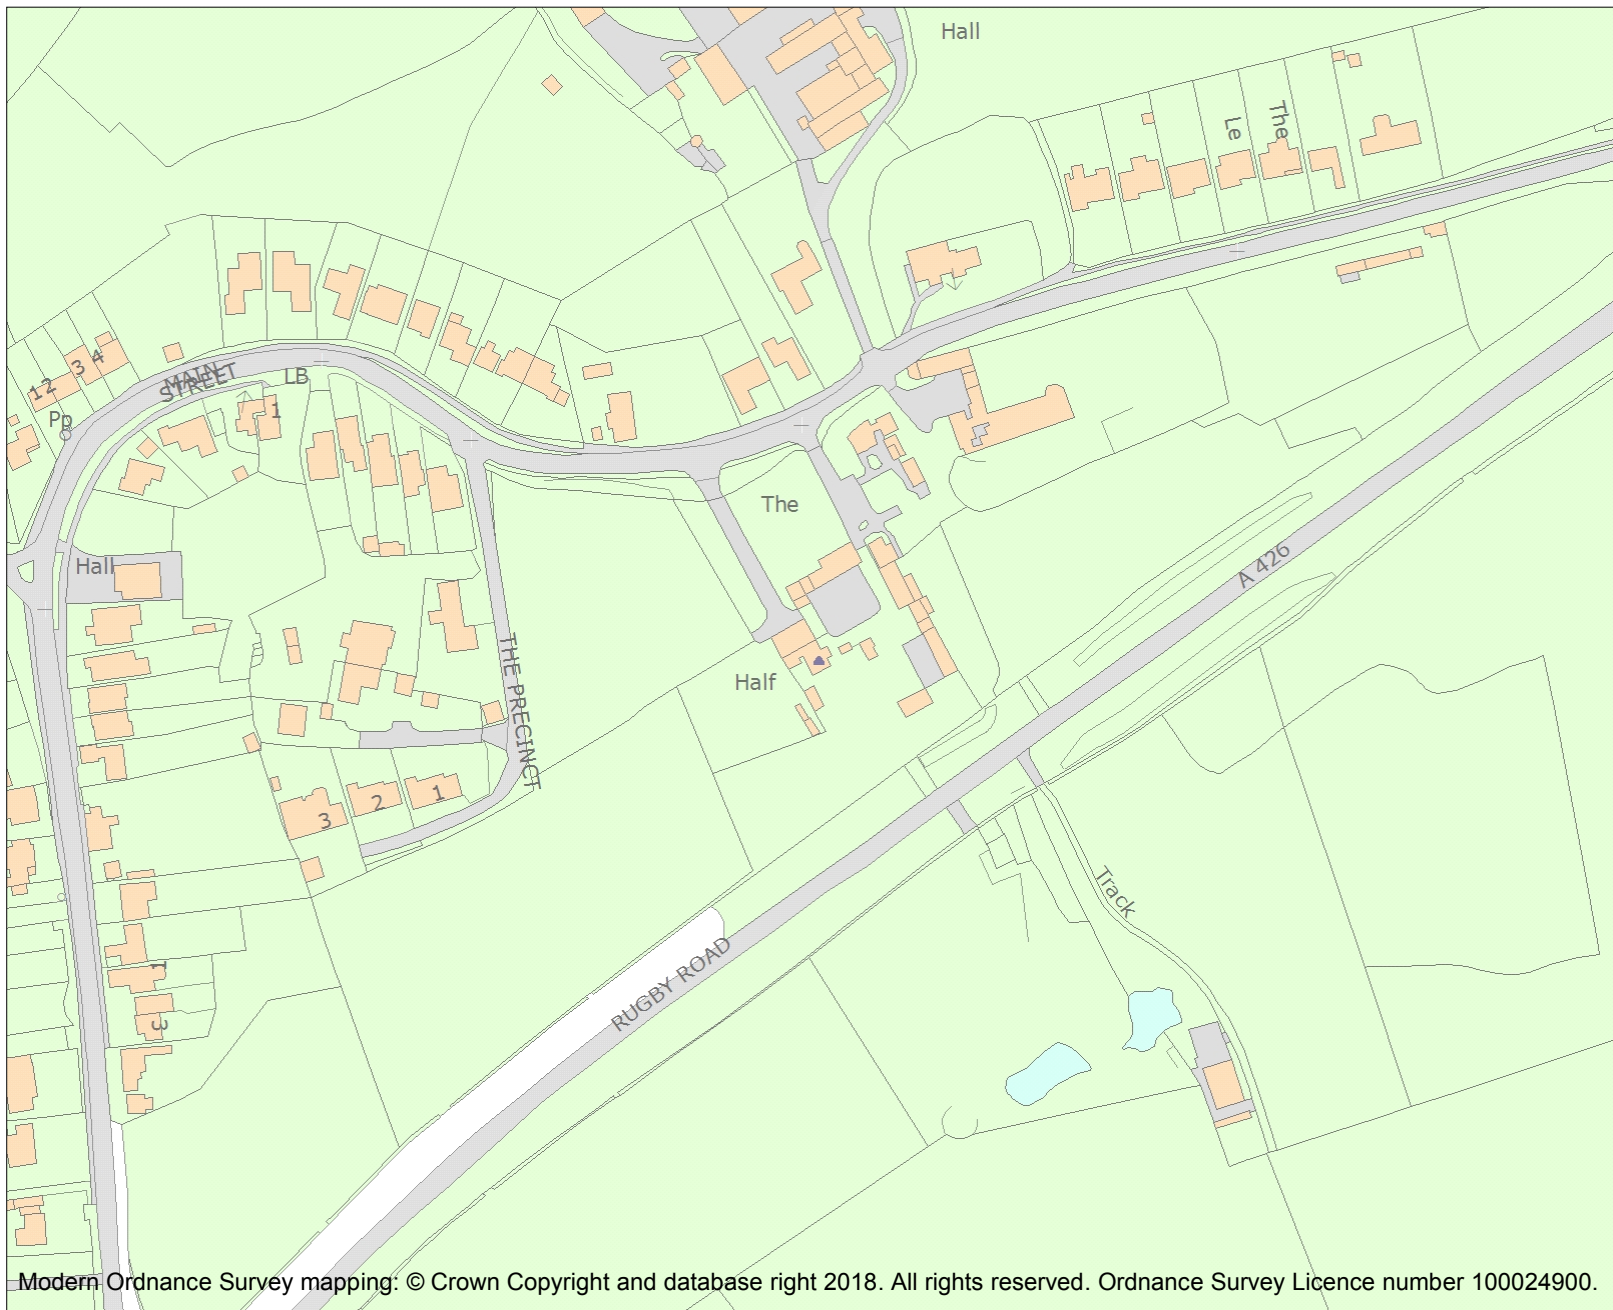 Hall
The
Le
1 2 3 4
MAIN
STREET
LB
Pp
1
The
Hall
A 426
THE PRECINCT
Half
1
2
3
Track
RUGBY ROAD
1
3
Modern Ordnance Survey mapping: © Crown Copyright and database right 2018. All rights reserved. Ordnance Survey Licence number 100024900.